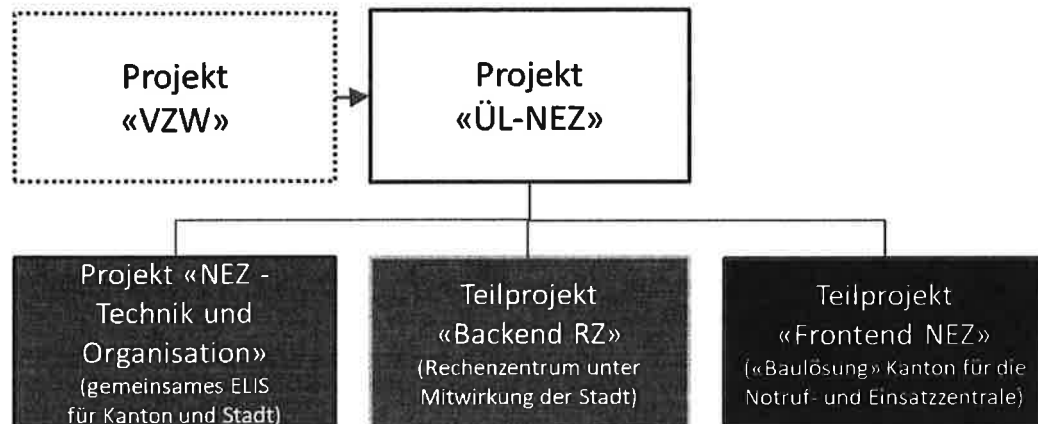 Projekt
«VZW»
Projekt
«ÜL-NEZ»
Projekt «NEZ -
Technik und
Organisation»
(gemeinsames ELIS
für Kanton und Stadt)
Teilprojekt
«Backend RZ»
(Rechenzentrum unter
Mitwirkung der Stadt)
Teilprojekt
«Frontend NEZ»
(«Baulösung» Kanton für die
Notruf- und Einsatzzentrale)